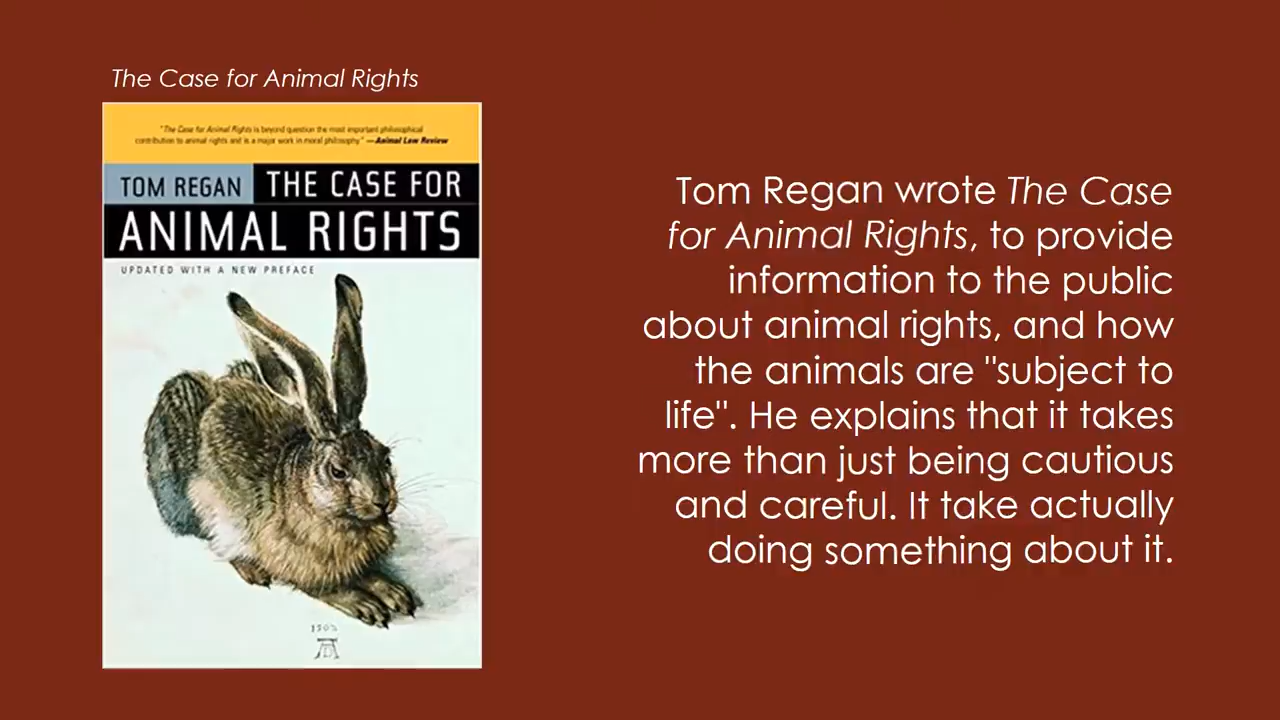 The Case for Animal Rights
"The Case for Animal Rights is beyond question the most important philosophical
contribution to animal rights and is a major work in moral philosophy." —Animal Law Review
TOM REGAN THE CASE FOR
ANIMAL RIGHTS
UPDATED WITH A NEW PREFACE
1502
AD
Tom Regan wrote The Case
for Animal Rights, to provide
information to the public
about animal rights, and how
the animals are "subject to
life". He explains that it takes
more than just being cautious
and careful. It take actually
doing something about it.